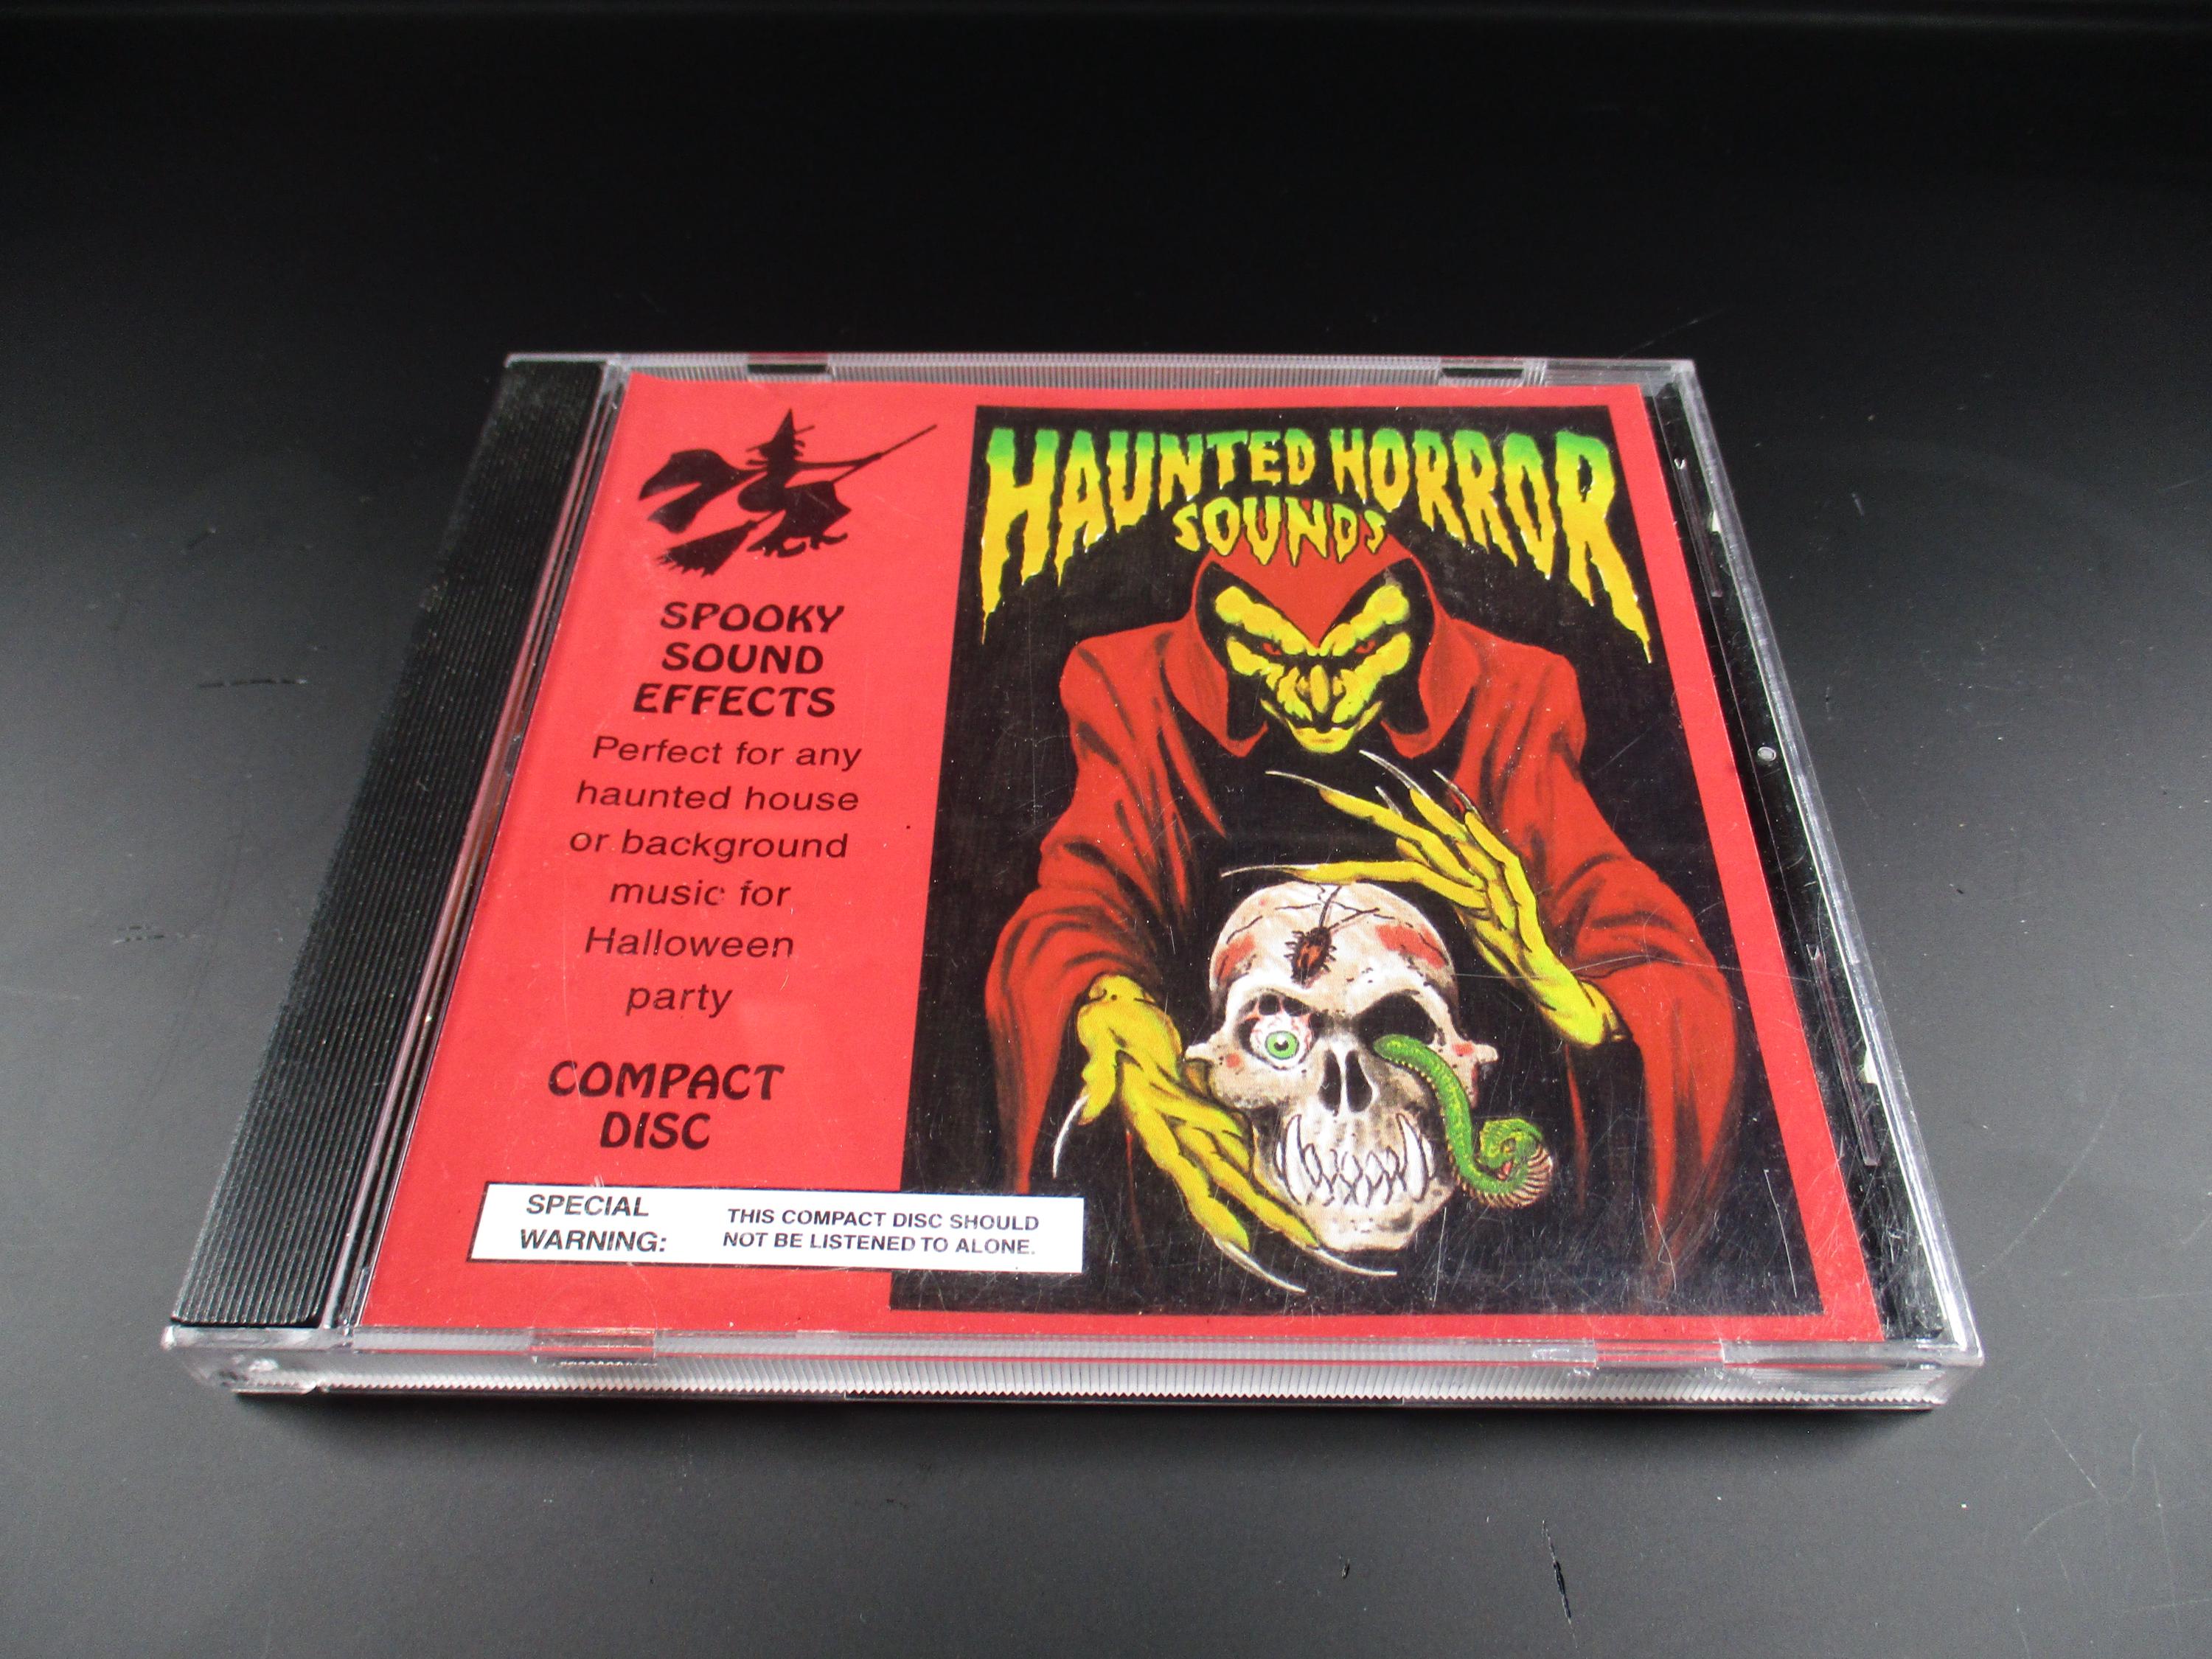 HAUNTED HORROR
SOUNDS
SPOOKY
SOUND
EFFECTS
Perfect for any
haunted house
or background
music for
Halloween
party
COMPACT
DISC
SPECIAL
WARNING:
THIS COMPACT DISC SHOULD
NOT BE LISTENED TO ALONE.